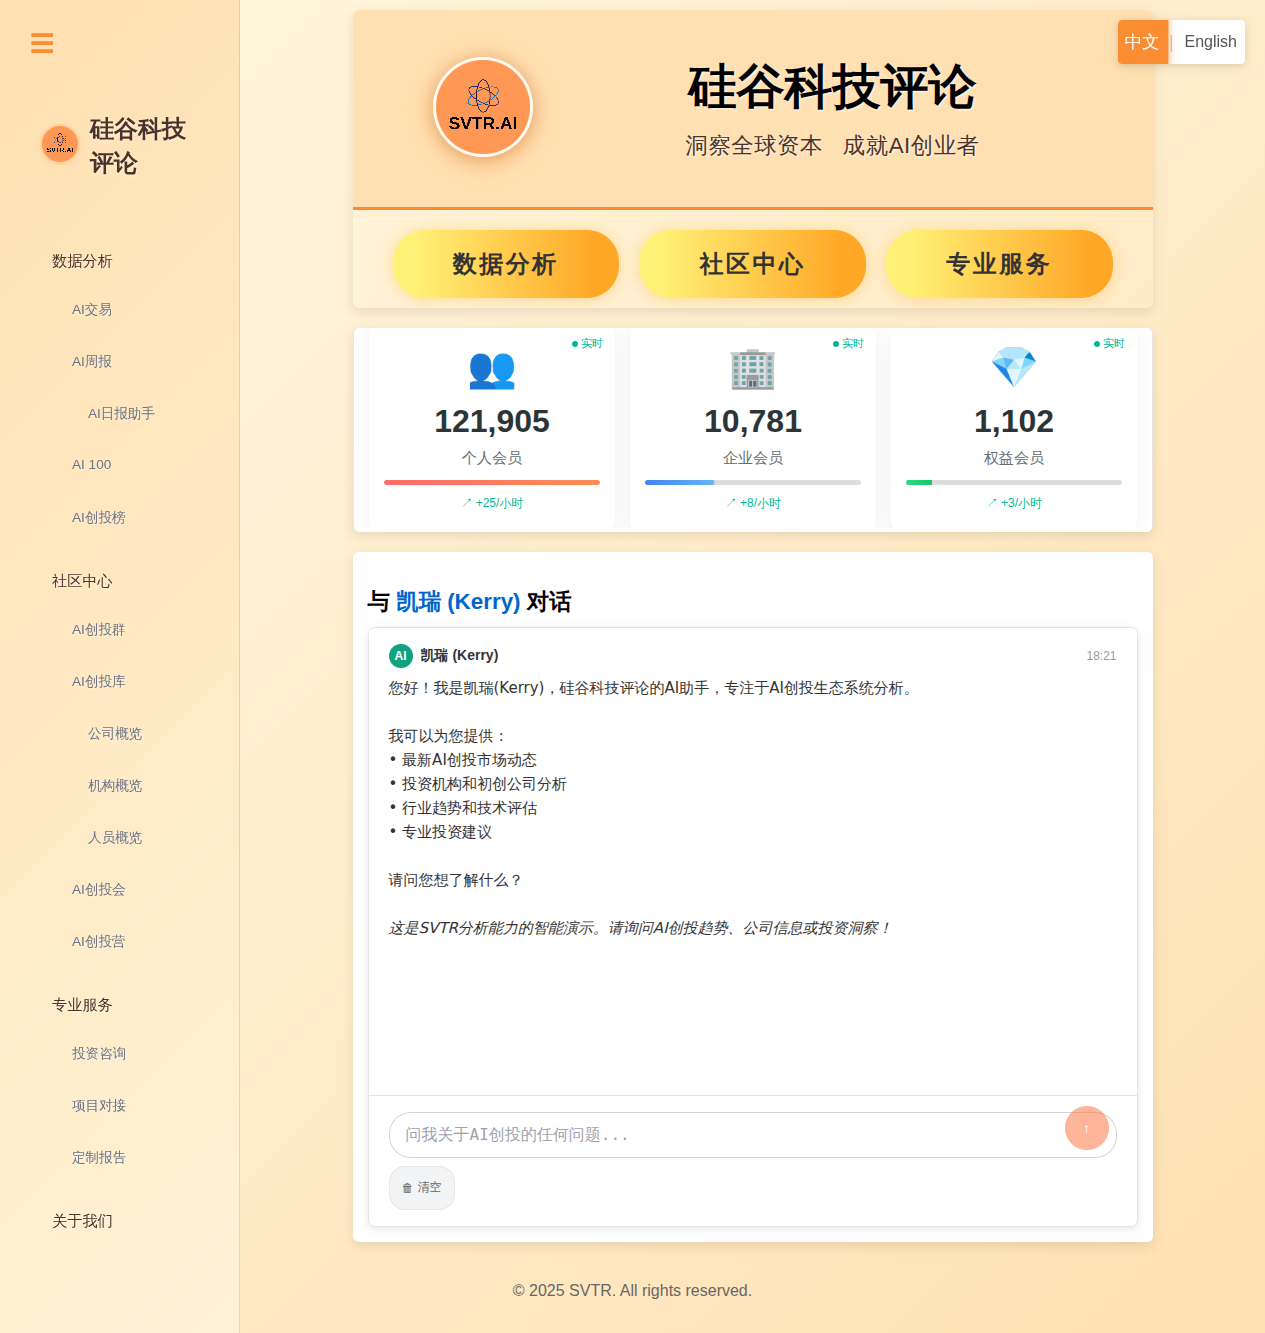 ☰
SVTR.AI
硅谷科技
评论
数据分析
AI交易
AI周报
AI日报助手
AI 100
AI创投榜
社区中心
AI创投群
AI创投库
公司概览
机构概览
人员概览
AI创投会
AI创投营
专业服务
投资咨询
项目对接
定制报告
关于我们
中文 | English
SVTR.AI
硅谷科技评论
洞察全球资本 成就AI创业者
数据分析 社区中心 专业服务
● 实时 ● 实时 ● 实时
121,905 10,781 1,102
个人会员 企业会员 权益会员
↗ +25/小时 ↗ +8/小时 ↗ +3/小时
与 凯瑞 (Kerry) 对话
AI 凯瑞 (Kerry) 18:21
您好！我是凯瑞(Kerry)，硅谷科技评论的AI助手，专注于AI创投生态系统分析。
我可以为您提供：
• 最新AI创投市场动态
• 投资机构和初创公司分析
• 行业趋势和技术评估
• 专业投资建议
请问您想了解什么？
这是SVTR分析能力的智能演示。请询问AI创投趋势、公司信息或投资洞察！
问我关于AI创投的任何问题... ↑
🗑 清空
© 2025 SVTR. All rights reserved.